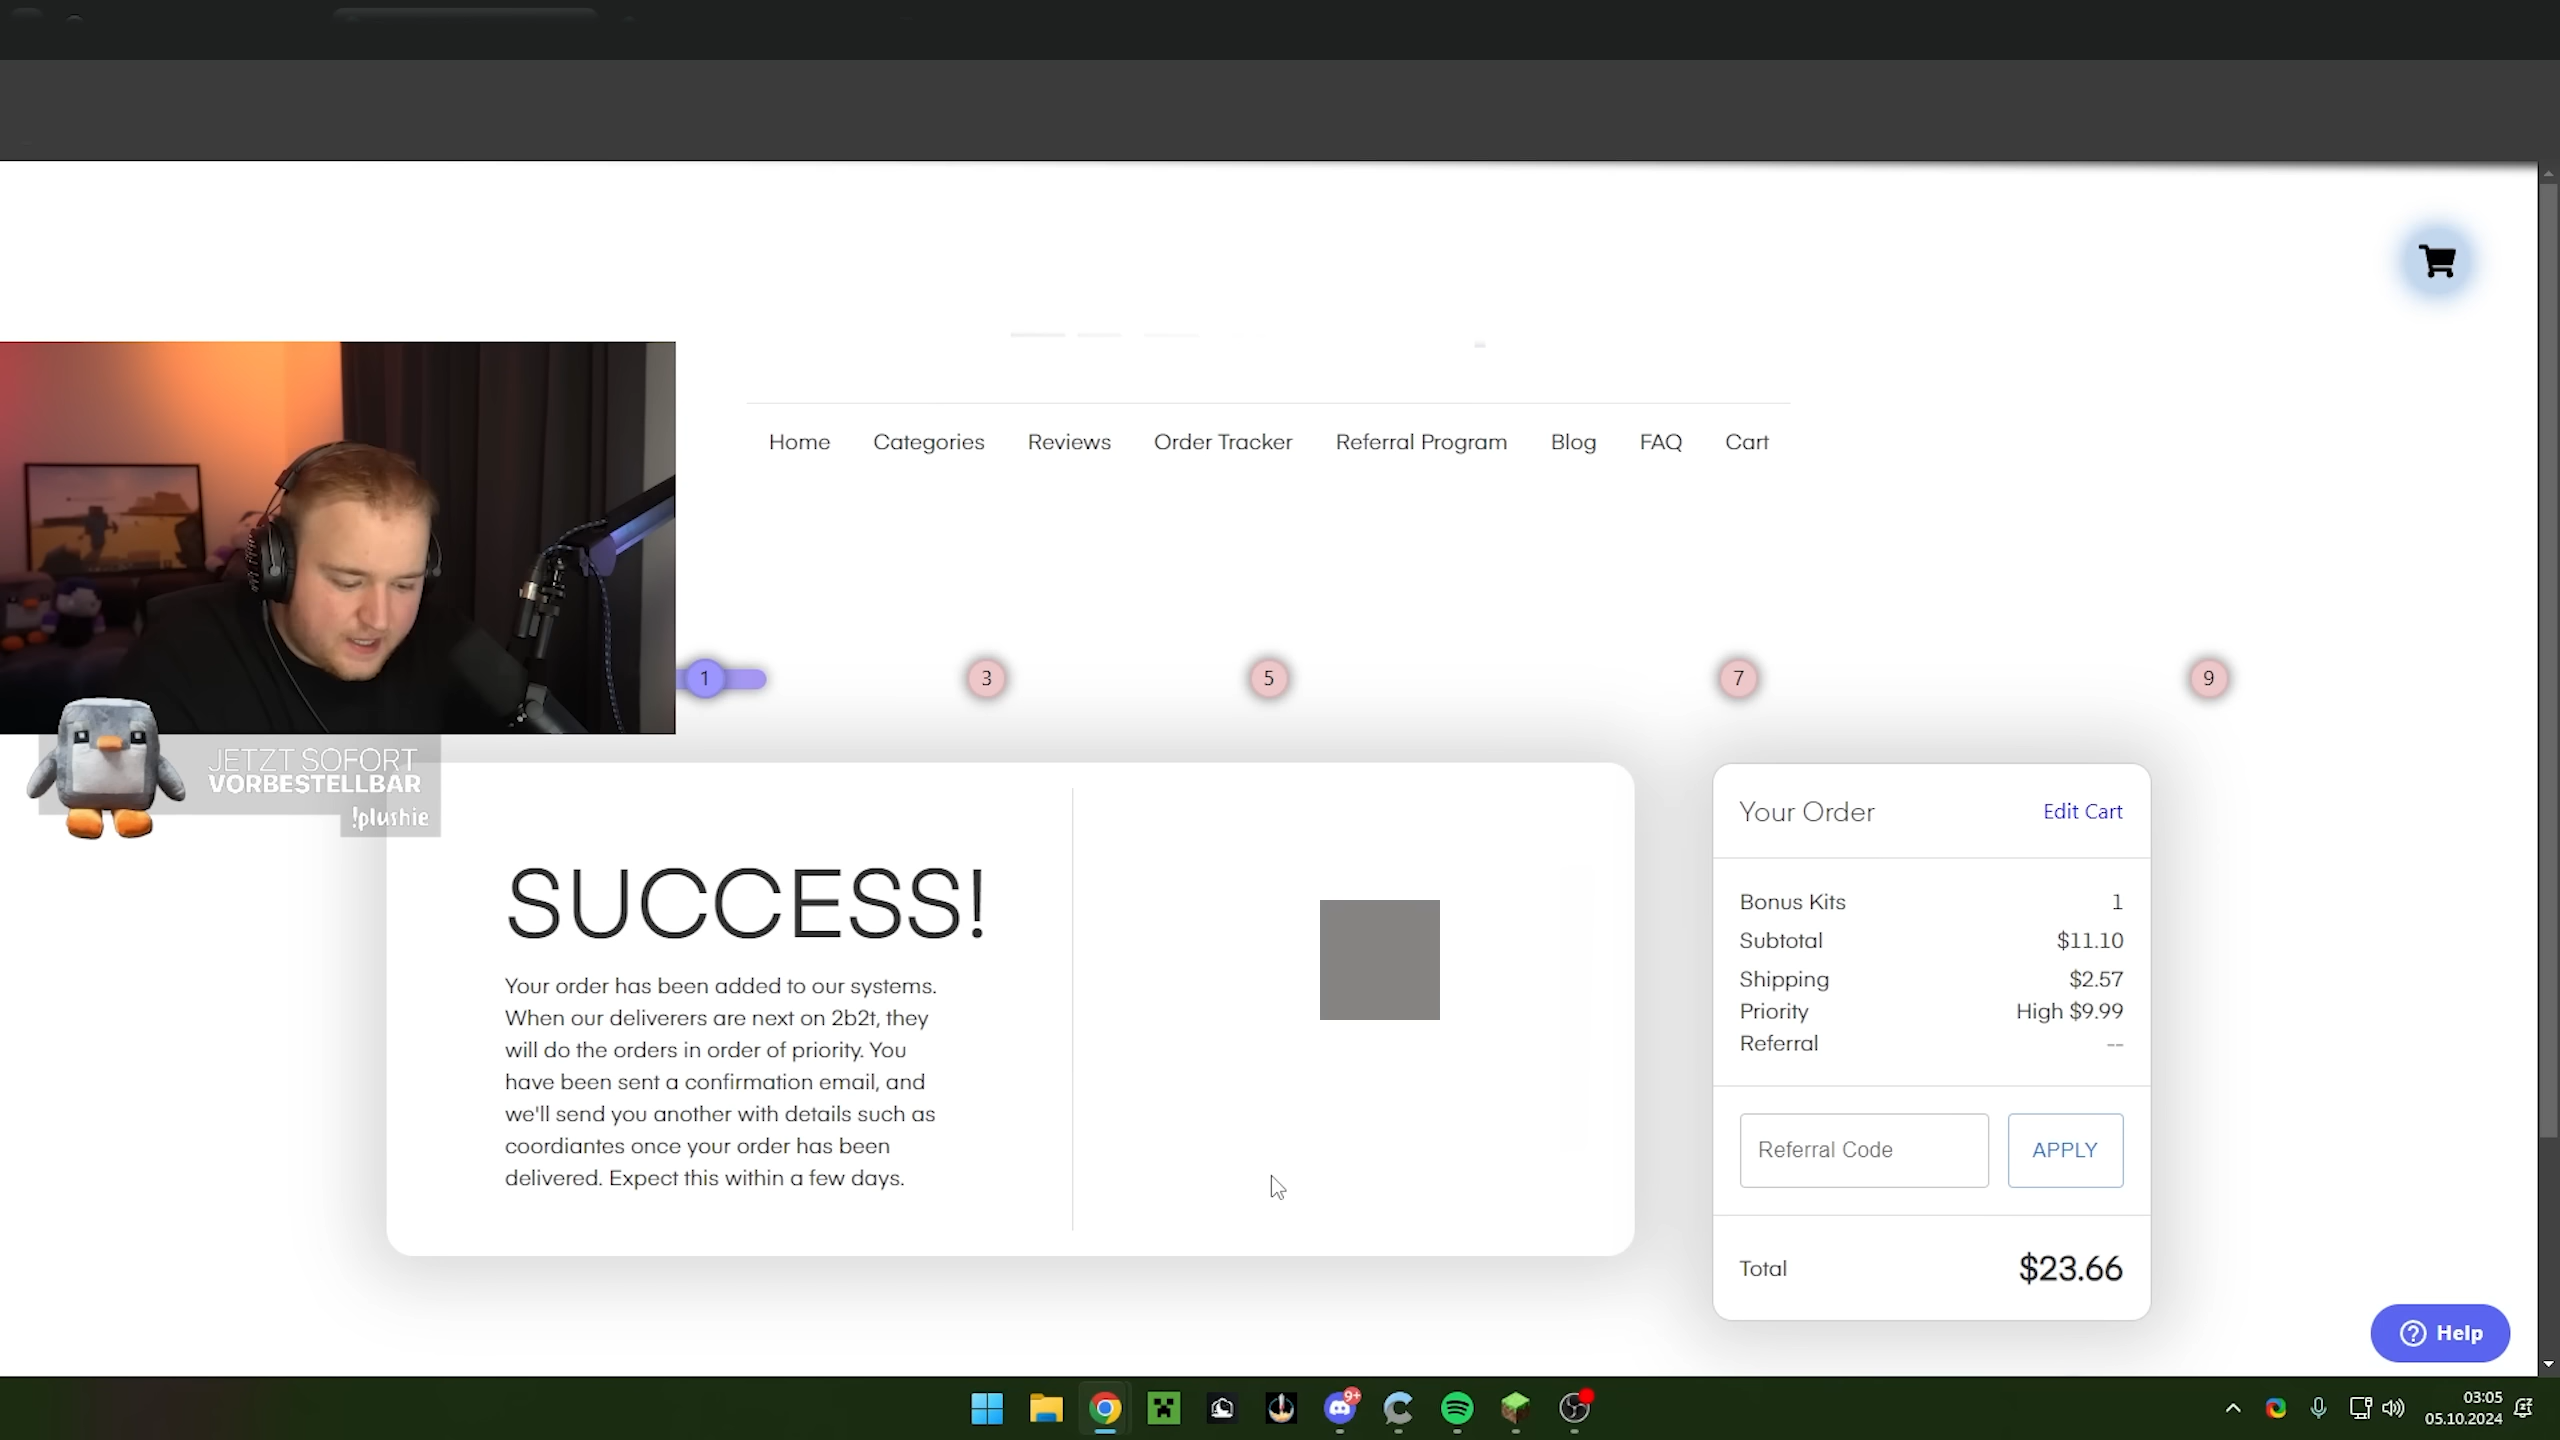 Home Categories Reviews Order Tracker Referral Program Blog FAQ Cart
1 3 5 7 9
JETZT SOFORT
VORBESTELLBAR
!plushie
SUCCESS!
Your order has been added to our systems.
When our deliverers are next on 2b2t, they
will do the orders in order of priority. You
have been sent a confirmation email, and
we'll send you another with details such as
coordiantes once your order has been
delivered. Expect this within a few days.
Your Order Edit Cart
Bonus Kits 1
Subtotal $11.10
Shipping $2.57
Priority High $9.99
Referral --
Referral Code APPLY
Total $23.66
Help
9+
03:05
05.10.2024